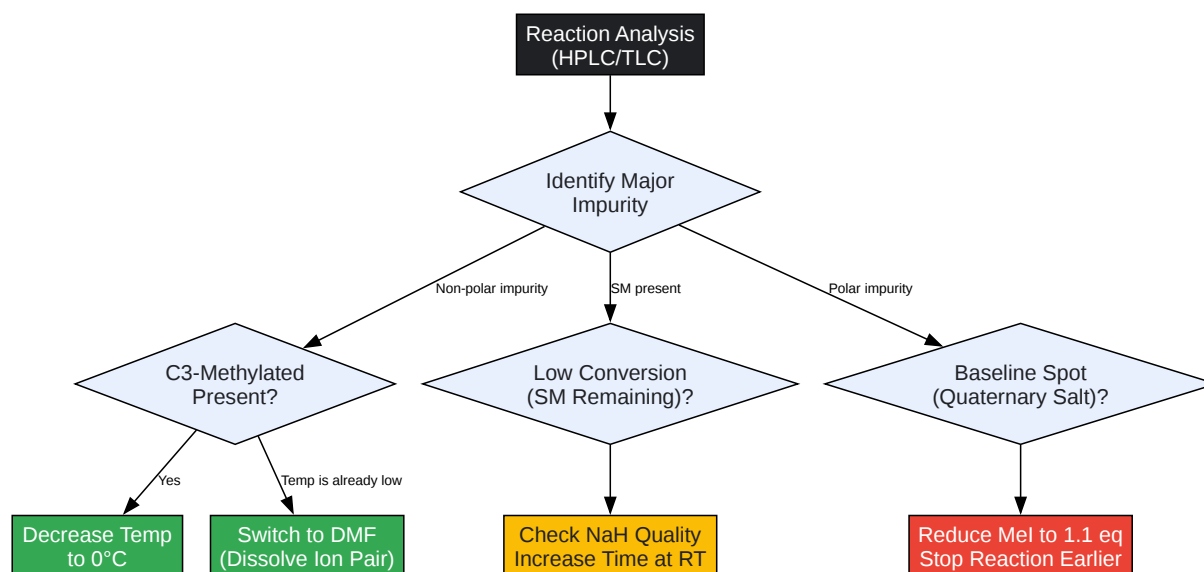 Reaction Analysis
(HPLC/TLC)
Identify Major
Impurity
Non-polar impurity
SM present
Polar impurity
C3-Methylated
Present?
Low Conversion
(SM Remaining)?
Baseline Spot
(Quaternary Salt)?
Yes
Temp is already low
Decrease Temp
to 0°C
Switch to DMF
(Dissolve Ion Pair)
Check NaH Quality
Increase Time at RT
Reduce MeI to 1.1 eq
Stop Reaction Earlier